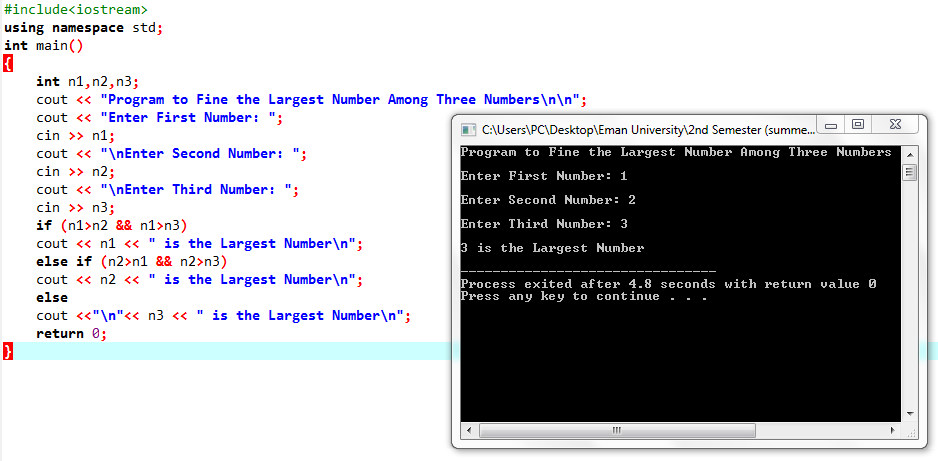 #include<iostream>
using namespace std;
int main()
{
    int n1,n2,n3;
    cout << "Program to Fine the Largest Number Among Three Numbers\n\n";
    cout << "Enter First Number: ";
    cin >> n1;
    cout << "\nEnter Second Number: ";
    cin >> n2;
    cout << "\nEnter Third Number: ";
    cin >> n3;
    if (n1>n2 && n1>n3)
    cout << n1 << " is the Largest Number\n";
    else if (n2>n1 && n2>n3)
    cout << n2 << " is the Largest Number\n";
    else
    cout <<"\n"<< n3 << " is the Largest Number\n";
    return 0;
}
C:\Users\PC\Desktop\Eman University\2nd Semester (summe...
Program to Fine the Largest Number Among Three Numbers
Enter First Number: 1
Enter Second Number: 2
Enter Third Number: 3
3 is the Largest Number
--------------------------------
Process exited after 4.8 seconds with return value 0
Press any key to continue . . .